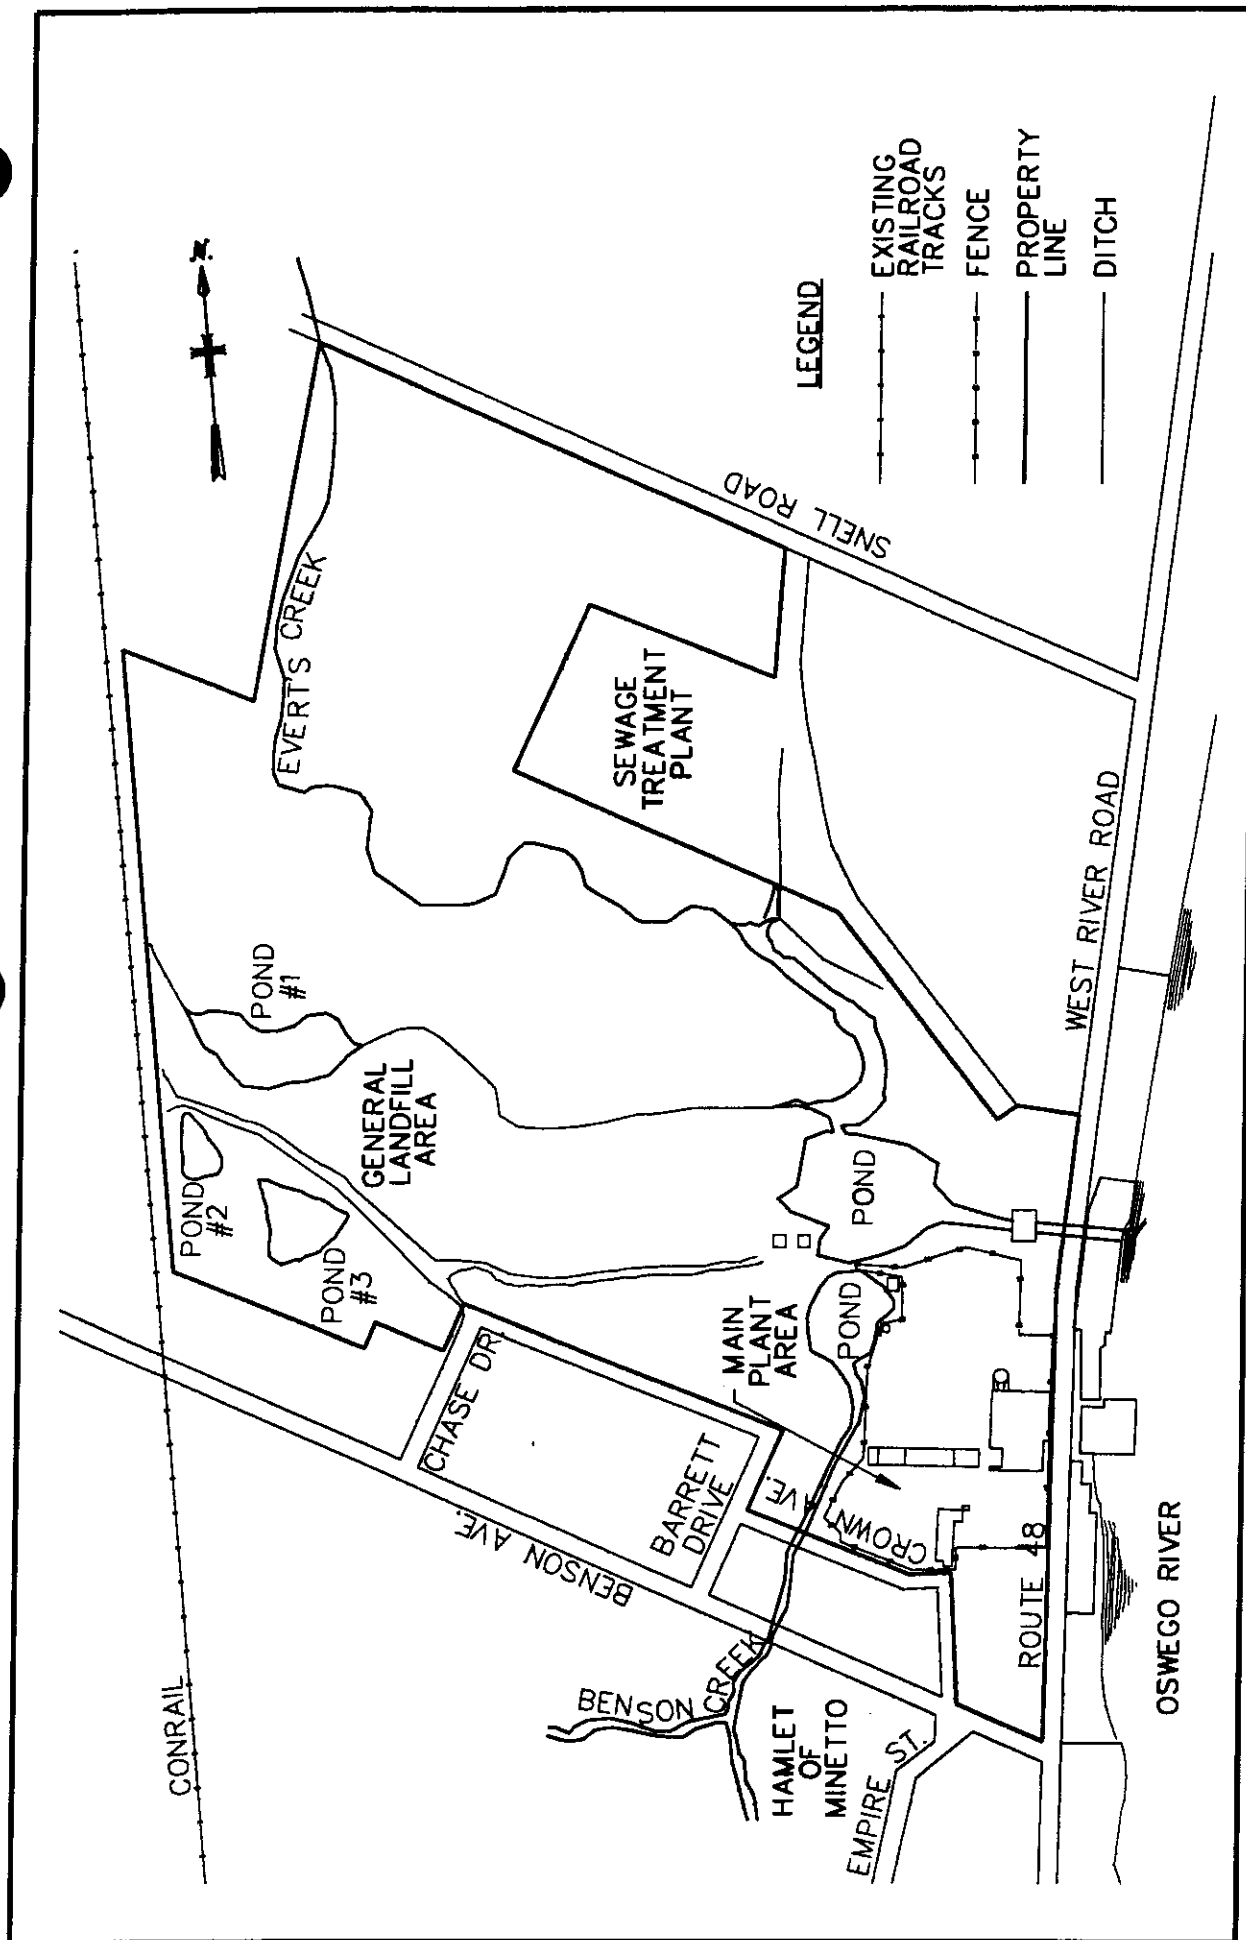 CONRAIL
N.
EVERT'S CREEK
POND
#1
GENERAL
LANDFILL
AREA
POND
#2
POND
#3
SEWAGE
TREATMENT
PLANT
SNELL ROAD
LEGEND
EXISTING
RAILROAD
TRACKS
FENCE
PROPERTY
LINE
DITCH
WEST RIVER ROAD
POND
POND
MAIN
PLANT
AREA
CHASE DR.
BARRETT
DRIVE
CROWN AVE.
BENSON AVE.
BENSON CREEK
HAMLET
OF
MINETTO
EMPIRE ST.
ROUTE 48
OSWEGO RIVER